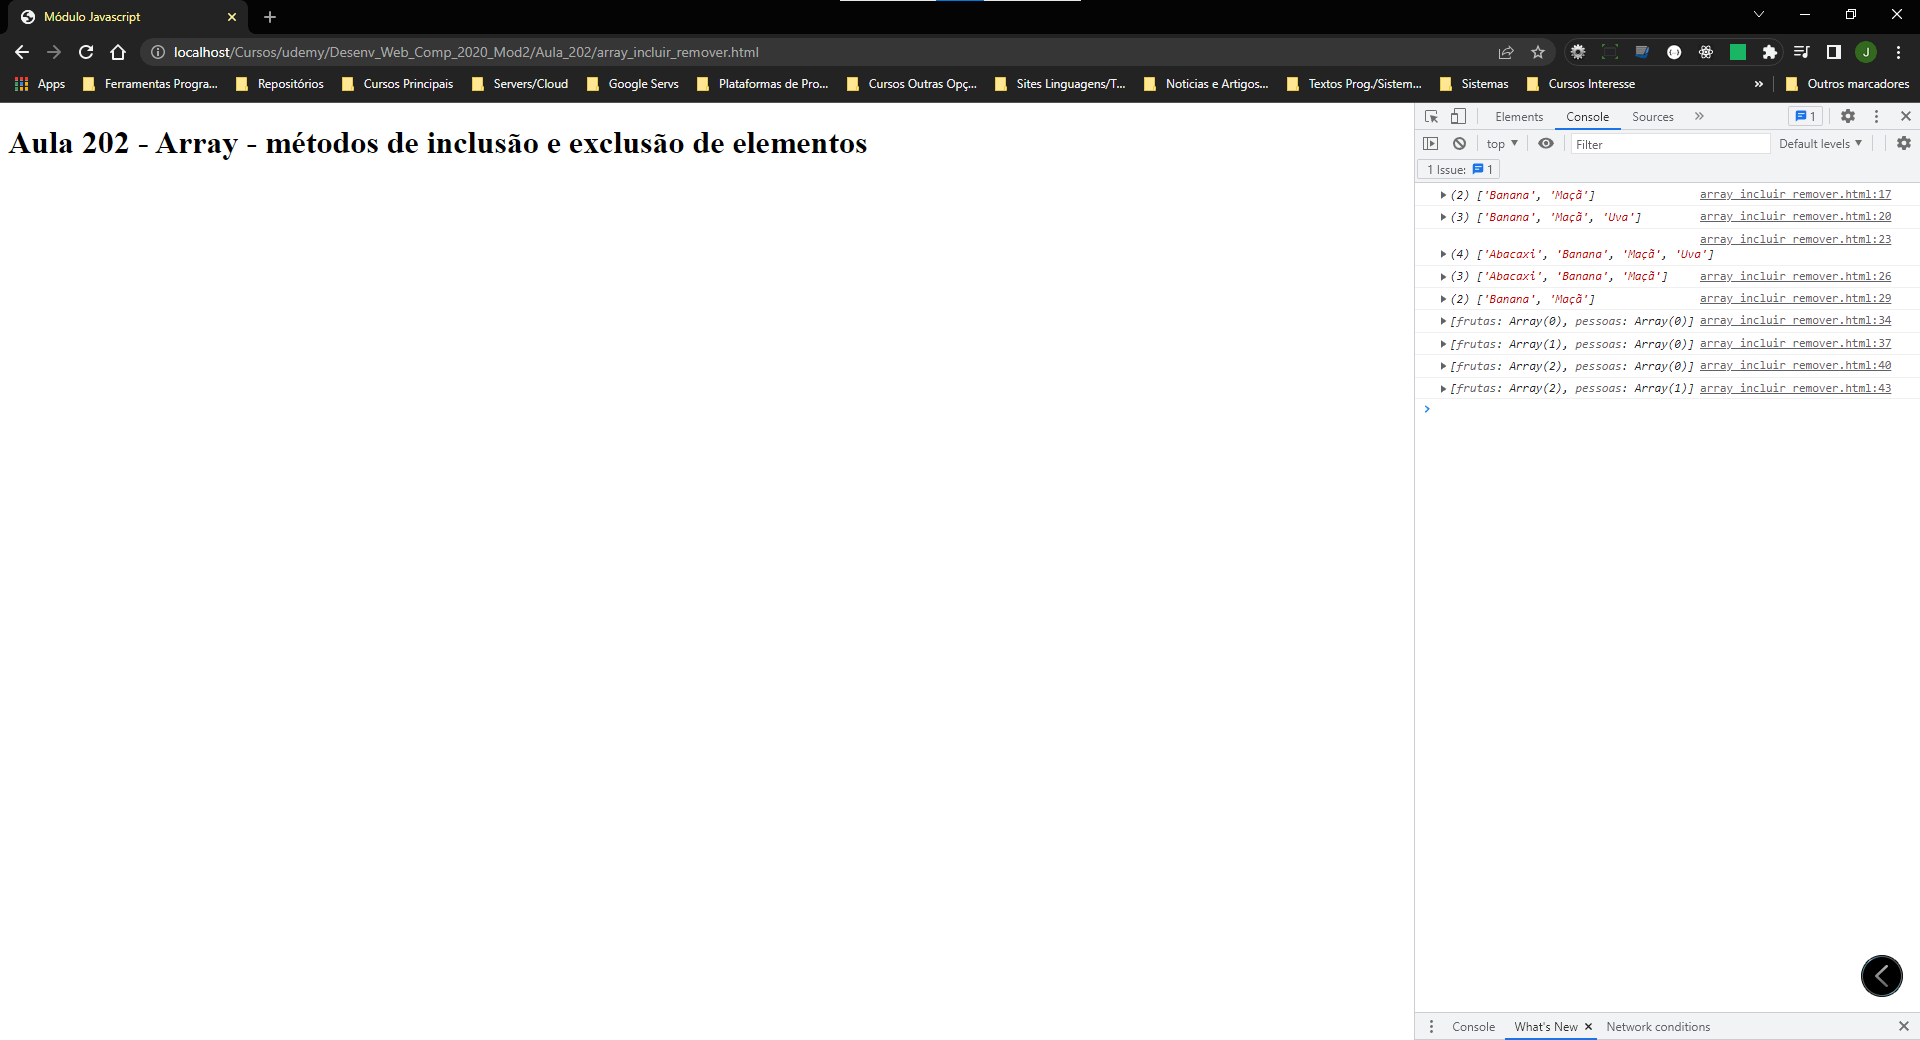 Módulo Javascript
localhost/Cursos/udemy/Desenv_Web_Comp_2020_Mod2/Aula_202/array_incluir_remover.html
J
Apps Ferramentas Progra... Repositórios Cursos Principais Servers/Cloud Google Servs Plataformas de Pro... Cursos Outras Opç... Sites Linguagens/T... Noticias e Artigos... Textos Prog./Sistem... Sistemas Cursos Interesse » Outros marcadores
Aula 202 - Array - métodos de inclusão e exclusão de elementos
Elements Console Sources » 1
top Filter Default levels
1 Issue: 1
(2) ['Banana', 'Maçã'] array_incluir_remover.html:17
(3) ['Banana', 'Maçã', 'Uva'] array_incluir_remover.html:20
array_incluir_remover.html:23
(4) ['Abacaxi', 'Banana', 'Maçã', 'Uva']
(3) ['Abacaxi', 'Banana', 'Maçã'] array_incluir_remover.html:26
(2) ['Banana', 'Maçã'] array_incluir_remover.html:29
[frutas: Array(0), pessoas: Array(0)] array_incluir_remover.html:34
[frutas: Array(1), pessoas: Array(0)] array_incluir_remover.html:37
[frutas: Array(2), pessoas: Array(0)] array_incluir_remover.html:40
[frutas: Array(2), pessoas: Array(1)] array_incluir_remover.html:43
Console What's New Network conditions